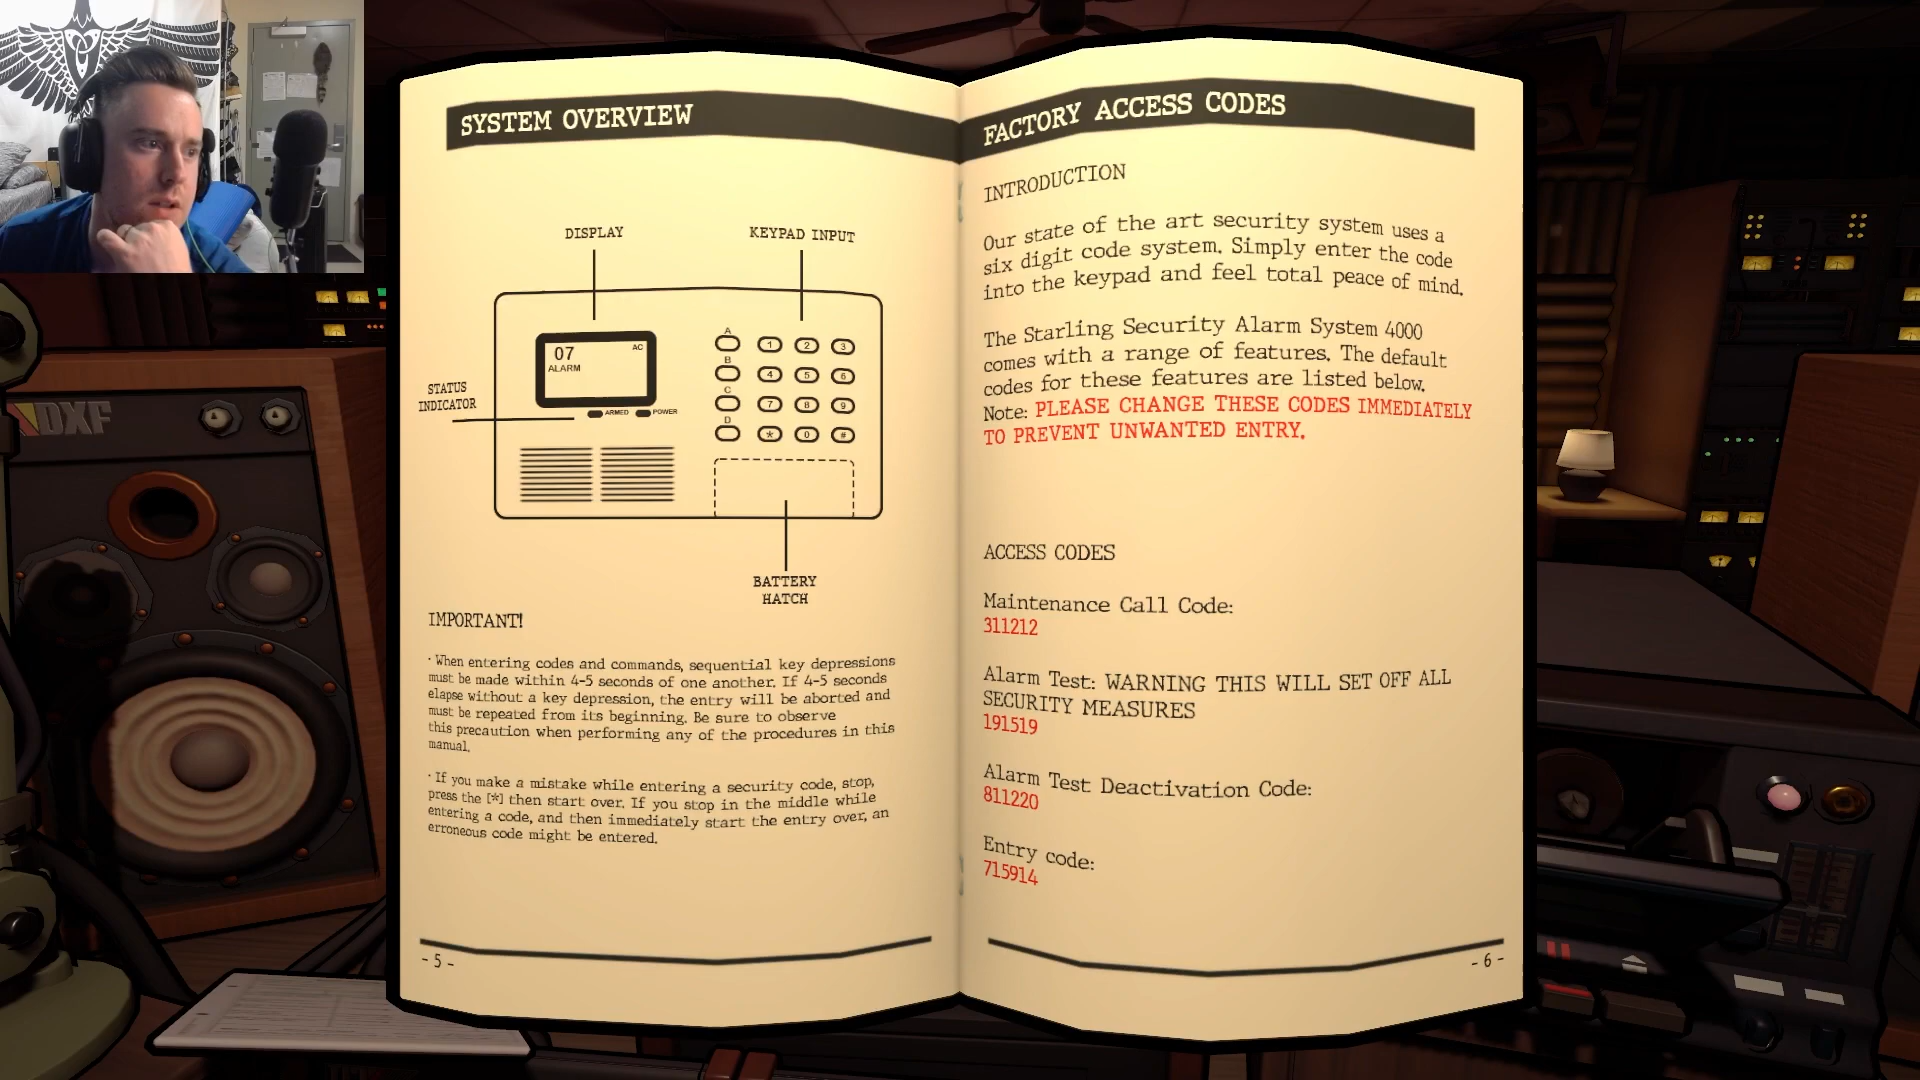 SYSTEM OVERVIEW
DISPLAY
KEYPAD INPUT
07
AC
ALARM
STATUS
INDICATOR
ARMED
POWER
A
B
C
D
1 2 3
4 5 6
7 8 9
* 0 #
BATTERY
HATCH
IMPORTANT!
· When entering codes and commands, sequential key depressions
must be made within 4-5 seconds of one another. If 4-5 seconds
elapse without a key depression, the entry will be aborted and
must be repeated from its beginning. Be sure to observe
this precaution when performing any of the procedures in this
manual.
· If you make a mistake while entering a security code, stop,
press the [*] then start over. If you stop in the middle while
entering a code, and then immediately start the entry over, an
erroneous code might be entered.
- 5 -
FACTORY ACCESS CODES
INTRODUCTION
Our state of the art security system uses a
six digit code system. Simply enter the code
into the keypad and feel total peace of mind.
The Starling Security Alarm System 4000
comes with a range of features. The default
codes for these features are listed below.
Note: PLEASE CHANGE THESE CODES IMMEDIATELY
TO PREVENT UNWANTED ENTRY.
ACCESS CODES
Maintenance Call Code:
311212
Alarm Test: WARNING THIS WILL SET OFF ALL
SECURITY MEASURES
191519
Alarm Test Deactivation Code:
811220
Entry code:
715914
- 6 -
DXF